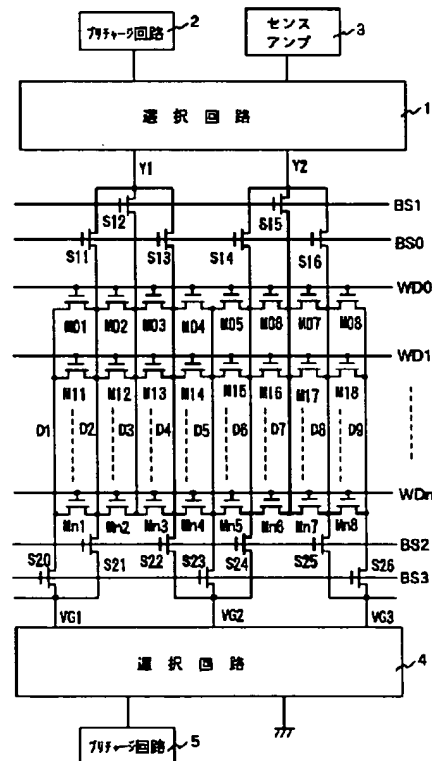 2
プリチャージ回路
センス
アンプ
3
選択回路
1
Y1 Y2
S12 S15 BS1
S11 S13 S14 S16 BS0
WD0
M01 M02 M03 M04 M05 M06 M07 M08
WD1
M11 M12 M13 M14 M15 M16 M17 M18
D1 D2 D3 D4 D5 D6 D7 D8 D9
WDn
Mn1 Mn2 Mn3 Mn4 Mn5 Mn6 Mn7 Mn8
BS2
S20 S21 S22 S23 S24 S25 S26 BS3
VG1 VG2 VG3
選択回路
4
プリチャージ回路
5